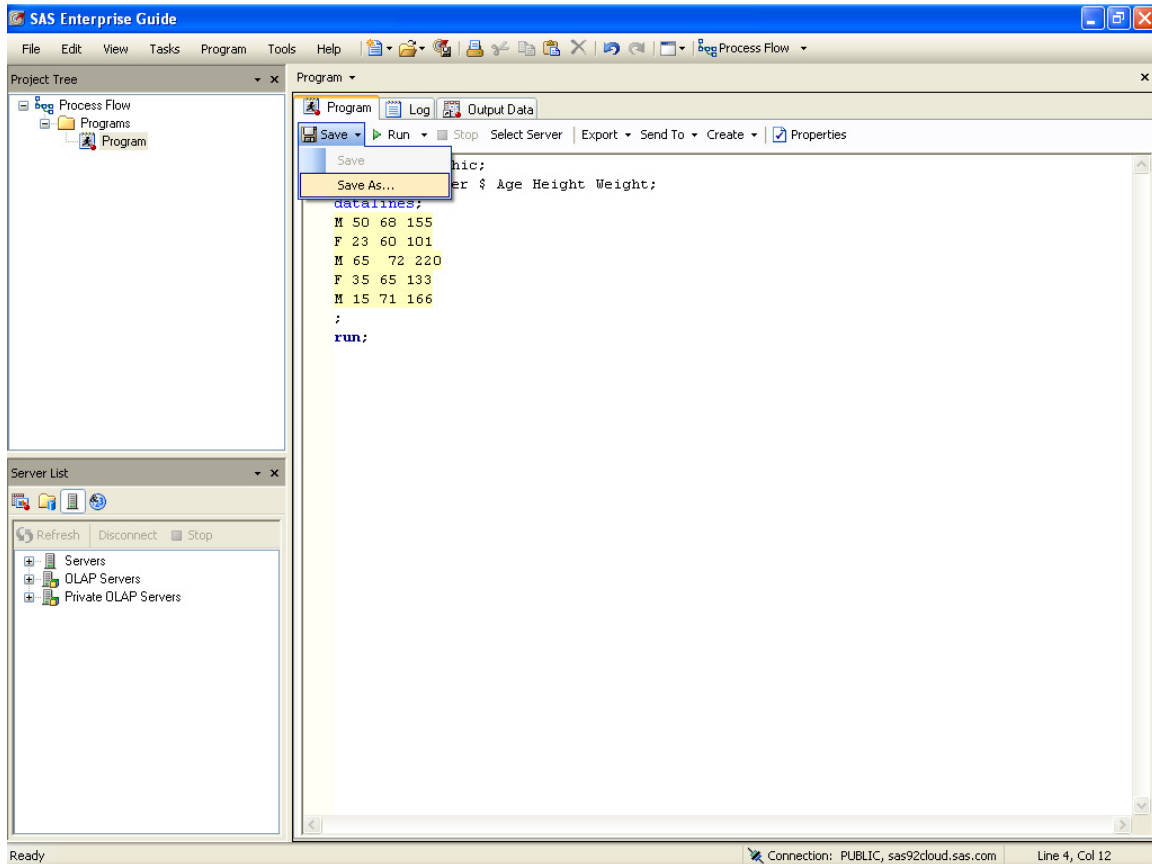 SAS Enterprise Guide
File Edit View Tasks Program Tools Help Process Flow
Project Tree
Process Flow
Programs
Program
Server List
Refresh Disconnect Stop
Servers
OLAP Servers
Private OLAP Servers
Program
Program Log Output Data
Save Run Stop Select Server Export Send To Create Properties
Save
Save As...
hic;
er $ Age Height Weight;
datalines;
M 50 68 155
F 23 60 101
M 65  72 220
F 35 65 133
M 15 71 166
;
run;
Ready
Connection: PUBLIC, sas92cloud.sas.com Line 4, Col 12